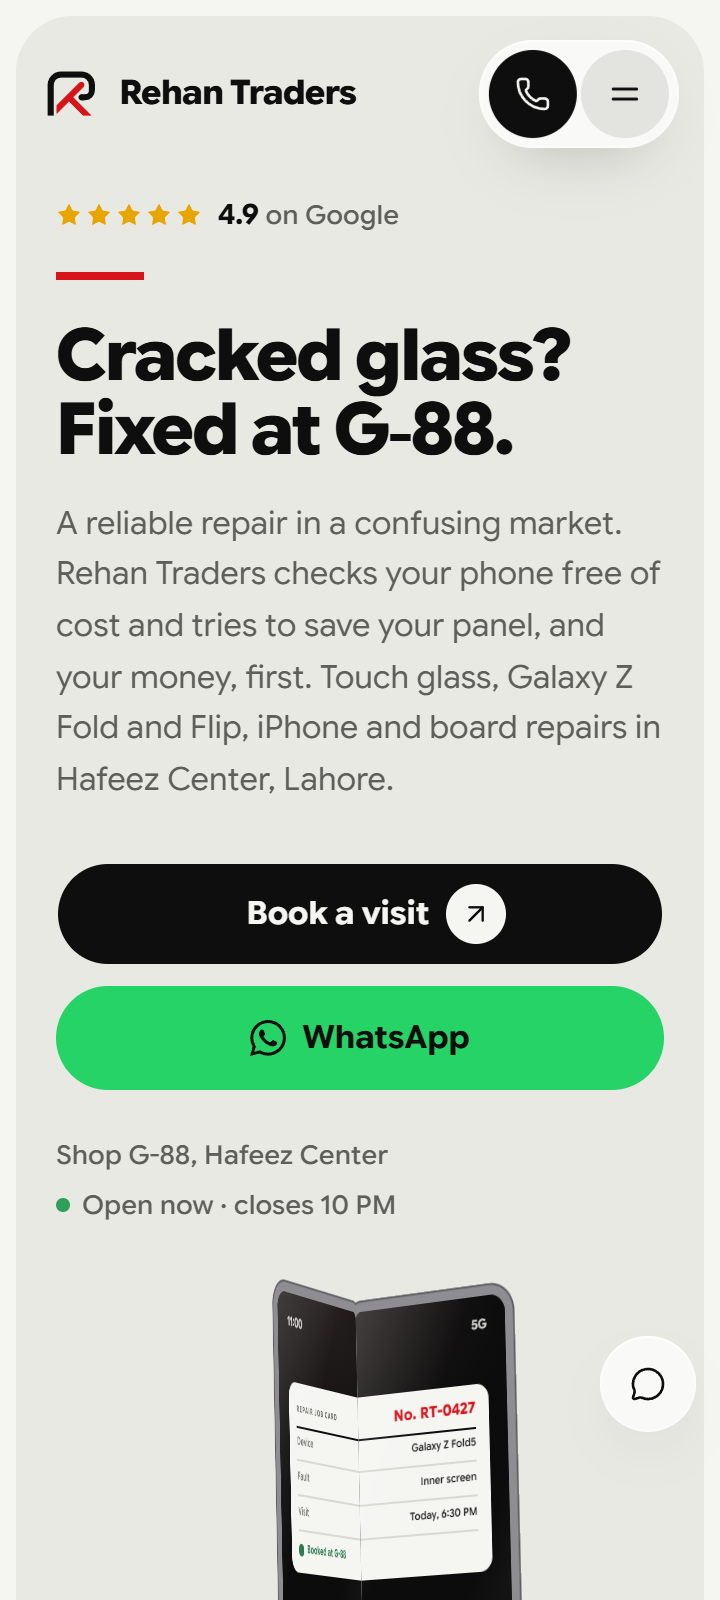 Rehan Traders
4.9 on Google
Cracked glass?
Fixed at G-88.
A reliable repair in a confusing market.
Rehan Traders checks your phone free of
cost and tries to save your panel, and
your money, first. Touch glass, Galaxy Z
Fold and Flip, iPhone and board repairs in
Hafeez Center, Lahore.
Book a visit
WhatsApp
Shop G-88, Hafeez Center
Open now · closes 10 PM
11:00
5G
REPAIR JOB CARD
No. RT-0427
Device
Galaxy Z Fold5
Fault
Inner screen
Visit
Today, 6:30 PM
Booked at G-88